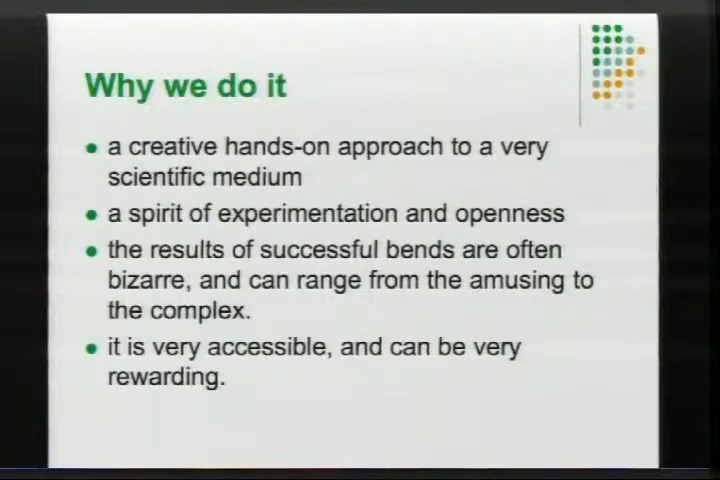 Why we do it
a creative hands-on approach to a very
scientific medium
a spirit of experimentation and openness
the results of successful bends are often
bizarre, and can range from the amusing to
the complex.
it is very accessible, and can be very
rewarding.